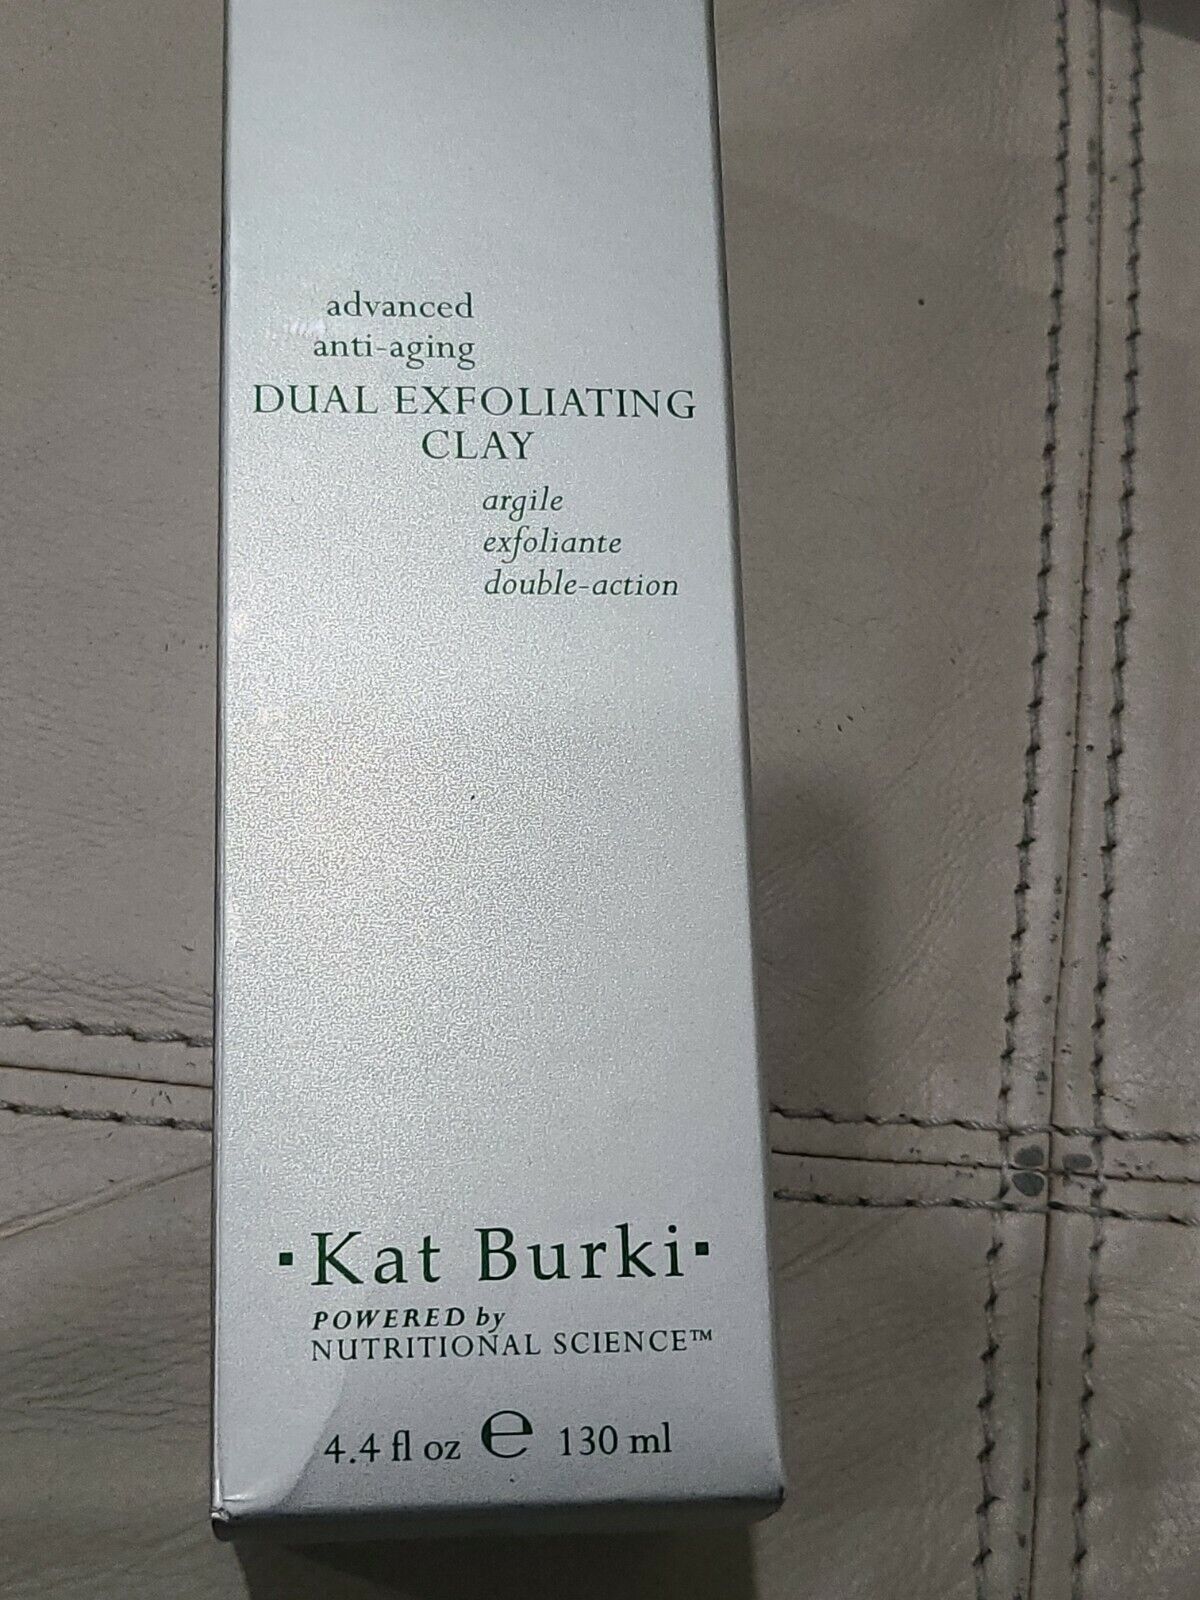 advanced
anti-aging
DUAL EXFOLIATING
CLAY
argile
exfoliante
double-action
▪Kat Burki▪
POWERED by
NUTRITIONAL SCIENCE™
4.4 fl oz ℮ 130 ml